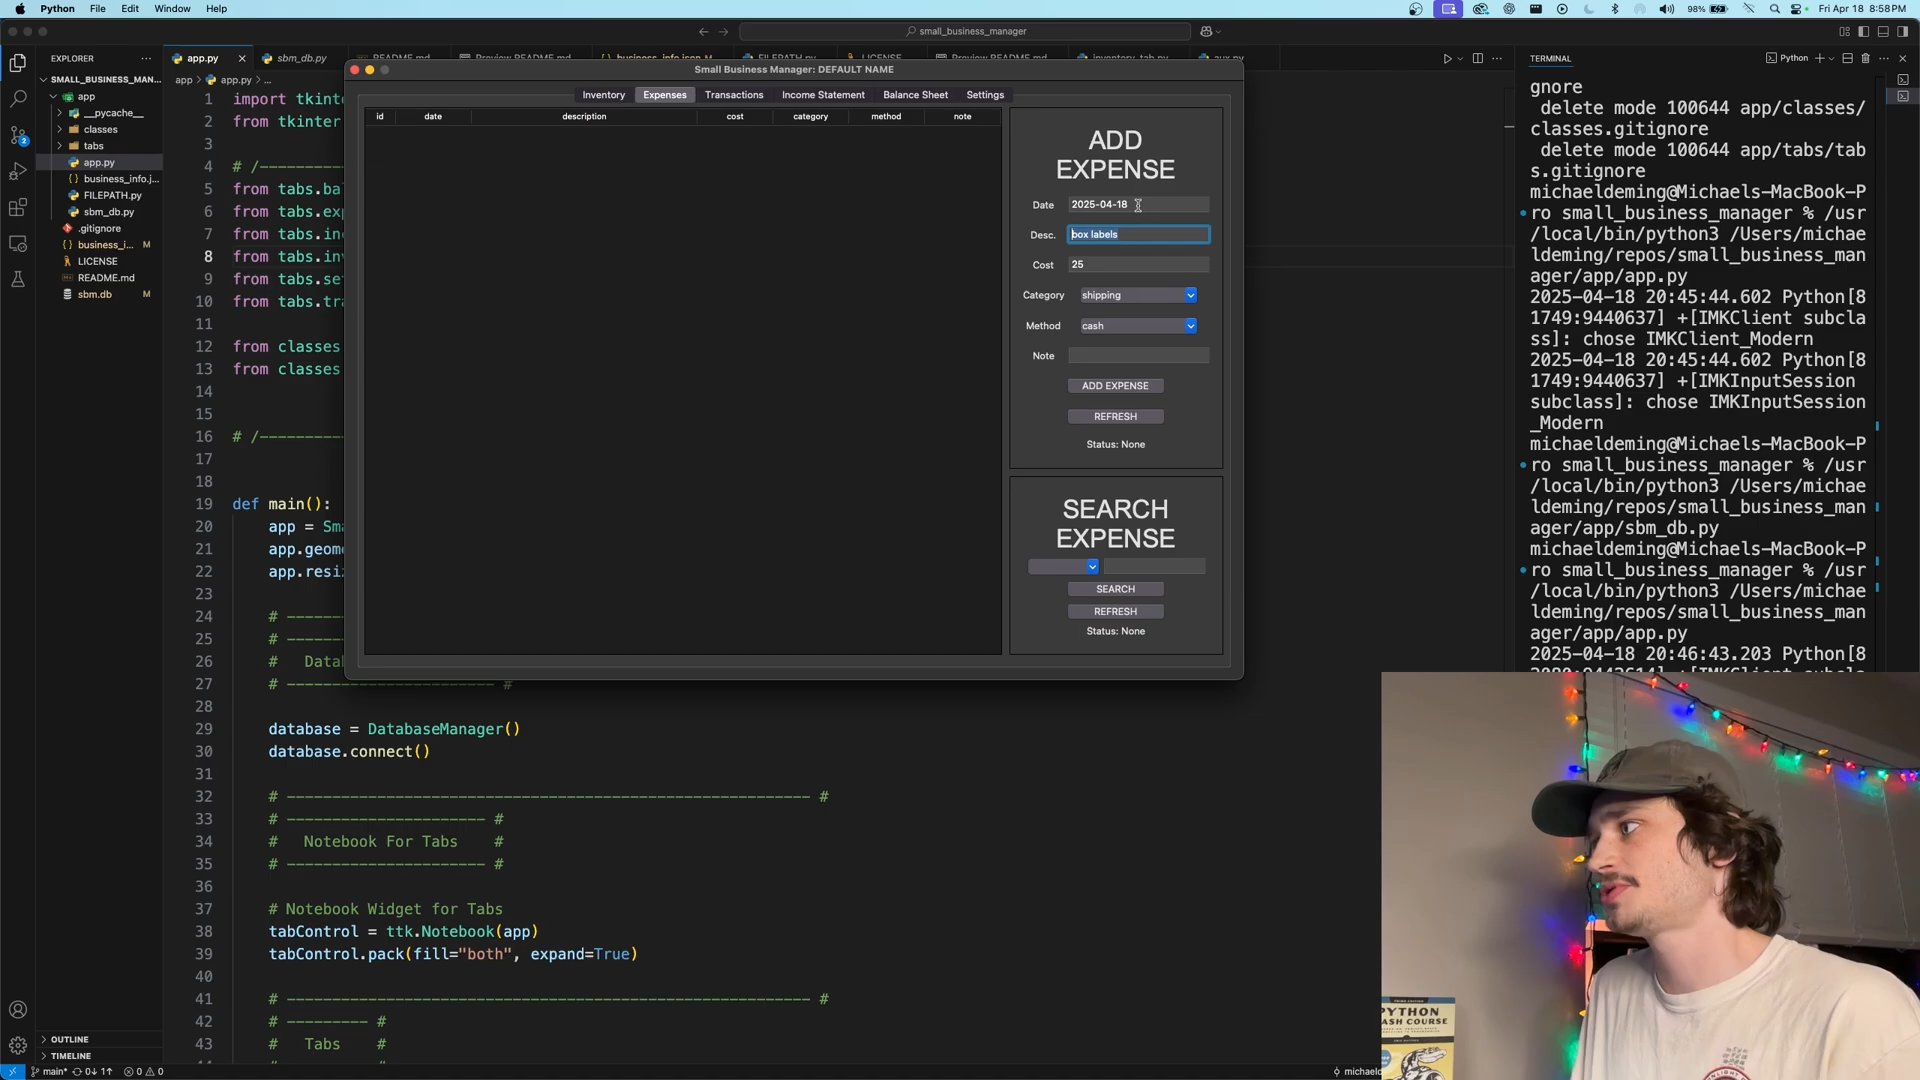 Python File Edit Window Help
98% Fri Apr 18 8:58 PM
small_business_manager
EXPLORER
SMALL_BUSINESS_MAN...
app
__pycache__
classes
tabs
app.py
business_info.j...
FILEPATH.py
sbm_db.py
.gitignore
business_i... M
LICENSE
README.md
sbm.db M
OUTLINE
TIMELINE
app.py
sbm_db.py
app > app.py > ...
1 import tkint
2 from tkinter
3
4 # /
5 from tabs.ba
6 from tabs.ex
7 from tabs.in
8 from tabs.in
9 from tabs.se
10 from tabs.tr
11
12 from classes
13 from classes
14
15
16 # /
17
18
19 def main():
20 app = Sm
21 app.geom
22 app.resi
23
24 #
25 #
26 # Data
27 # #
28
29 database = DatabaseManager()
30 database.connect()
31
32 # #
33 # #
34 # Notebook For Tabs #
35 # #
36
37 # Notebook Widget for Tabs
38 tabControl = ttk.Notebook(app)
39 tabControl.pack(fill="both", expand=True)
40
41 # #
42 # --------- #
43 # Tabs #
Small Business Manager: DEFAULT NAME
Inventory Expenses Transactions Income Statement Balance Sheet Settings
id date description cost category method note
ADD
EXPENSE
Date 2025-04-18
Desc. box labels
Cost 25
Category shipping
Method cash
Note
ADD EXPENSE
REFRESH
Status: None
SEARCH
EXPENSE
SEARCH
REFRESH
Status: None
TERMINAL
Python
gnore
delete mode 100644 app/classes/
classes.gitignore
delete mode 100644 app/tabs/tab
s.gitignore
michaeldeming@Michaels-MacBook-P
ro small_business_manager % /usr
/local/bin/python3 /Users/michae
ldeming/repos/small_business_man
ager/app/app.py
2025-04-18 20:45:44.602 Python[8
1749:9440637] +[IMKClient subcla
ss]: chose IMKClient_Modern
2025-04-18 20:45:44.602 Python[8
1749:9440637] +[IMKInputSession
subclass]: chose IMKInputSession
_Modern
michaeldeming@Michaels-MacBook-P
ro small_business_manager % /usr
/local/bin/python3 /Users/michae
ldeming/repos/small_business_man
ager/app/sbm_db.py
michaeldeming@Michaels-MacBook-P
ro small_business_manager % /usr
/local/bin/python3 /Users/michae
ldeming/repos/small_business_man
ager/app/app.py
2025-04-18 20:46:43.203 Python[8
main* 0↓ 1↑ 0 0
michaeld
PYTHON